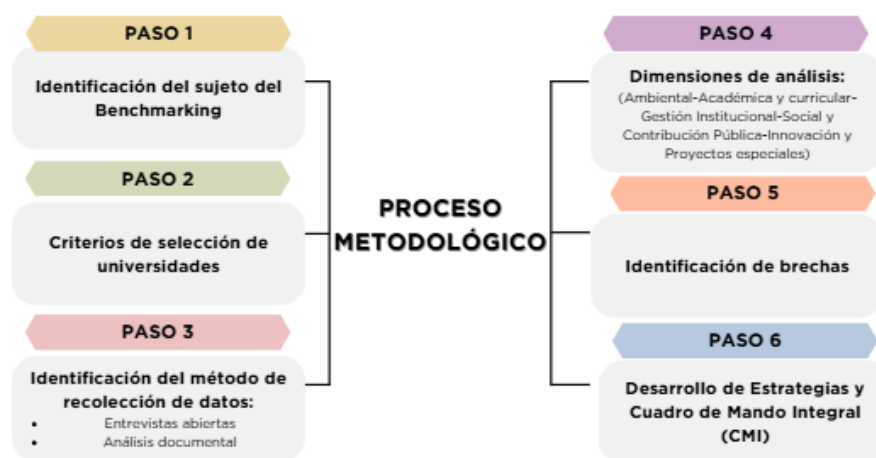 PASO 1
Identificación del sujeto del
Benchmarking
PASO 2
Criterios de selección de
universidades
PASO 3
Identificación del método de
recolección de datos:
• Entrevistas abiertas
• Análisis documental
PROCESO
METODOLÓGICO
PASO 4
Dimensiones de análisis:
(Ambiental-Académica y curricular-
Gestión Institucional-Social y
Contribución Pública-Innovación y
Proyectos especiales)
PASO 5
Identificación de brechas
PASO 6
Desarrollo de Estrategias y
Cuadro de Mando Integral
(CMI)